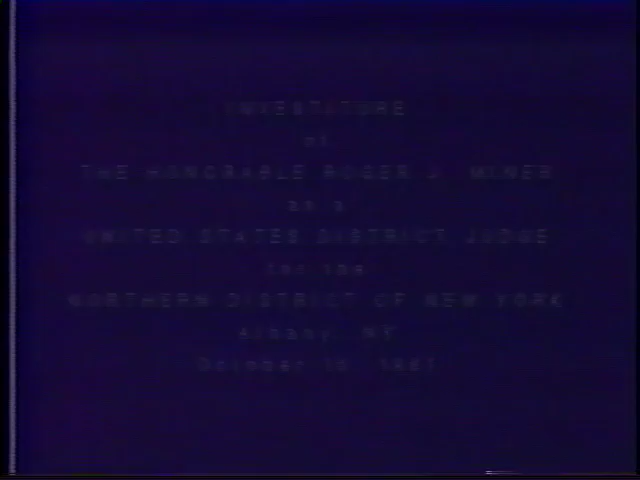 INVESTITURE
of
THE HONORABLE ROGER J. MINER
as a
UNITED STATES DISTRICT JUDGE
for the
NORTHERN DISTRICT OF NEW YORK
Albany, NY
October 1981